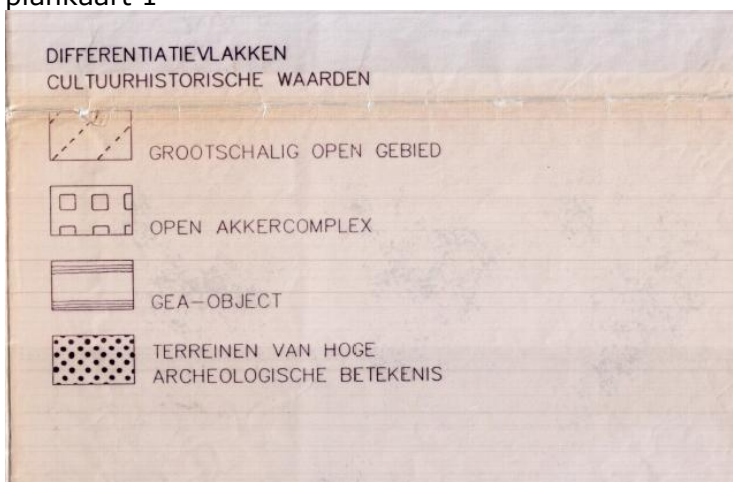 plankaart 1
DIFFERENTIATIEVLAKKEN
CULTUURHISTORISCHE WAARDEN
GROOTSCHALIG OPEN GEBIED
OPEN AKKERCOMPLEX
GEA-OBJECT
TERREINEN VAN HOGE
ARCHEOLOGISCHE BETEKENIS